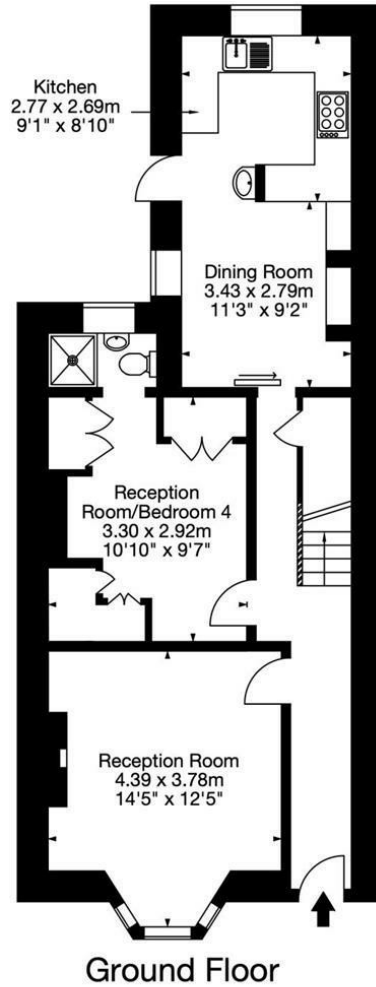 Kitchen
2.77 x 2.69m
9'1" x 8'10"
Dining Room
3.43 x 2.79m
11'3" x 9'2"
Reception
Room/Bedroom 4
3.30 x 2.92m
10'10" x 9'7"
Reception Room
4.39 x 3.78m
14'5" x 12'5"
Ground Floor